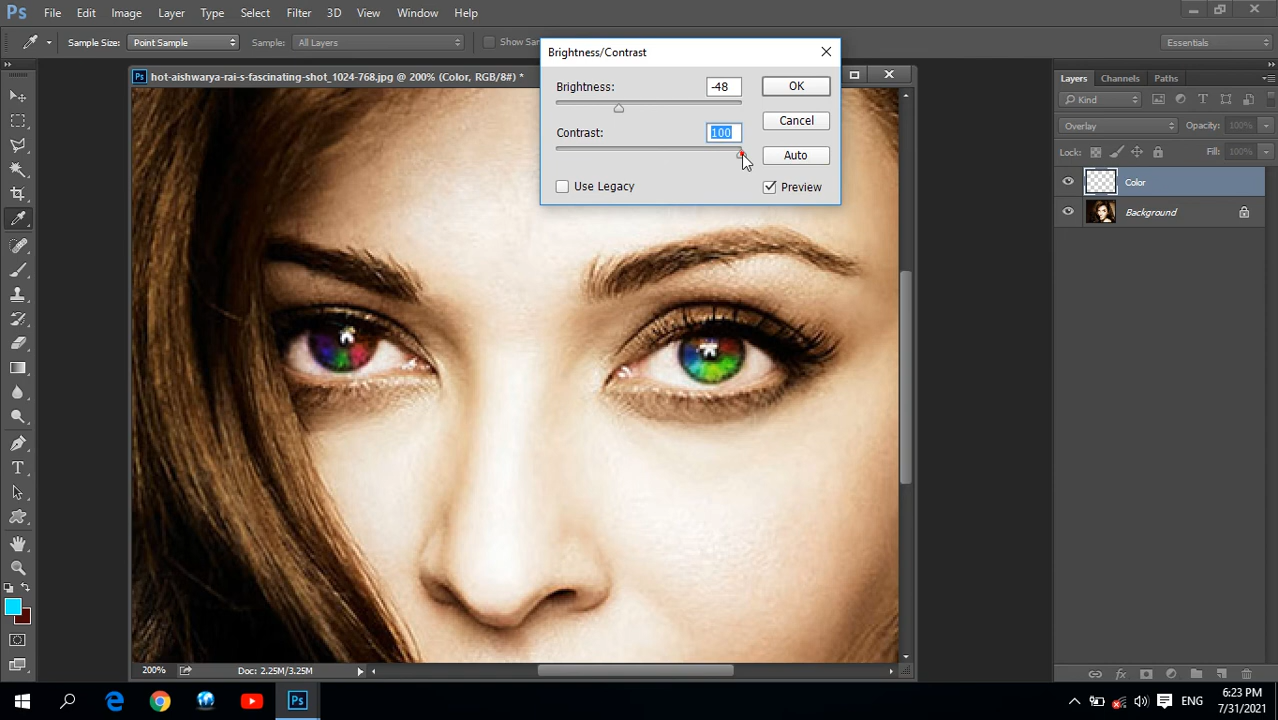 Ps File Edit Image Layer Type Select Filter 3D View Window Help
Sample Size: Point Sample Sample: All Layers Show Sam Essentials
Ps hot-aishwarya-rai-s-fascinating-shot_1024-768.jpg @ 200% (Color, RGB/8#) *
Brightness/Contrast
Brightness: -48 OK
Contrast: 100 Cancel
Auto
Use Legacy Preview
Layers Channels Paths
Kind
Overlay Opacity: 100%
Lock: Fill: 100%
Color
Background
200% Doc: 2.25M/3.25M
Ps ENG 6:23 PM
7/31/2021